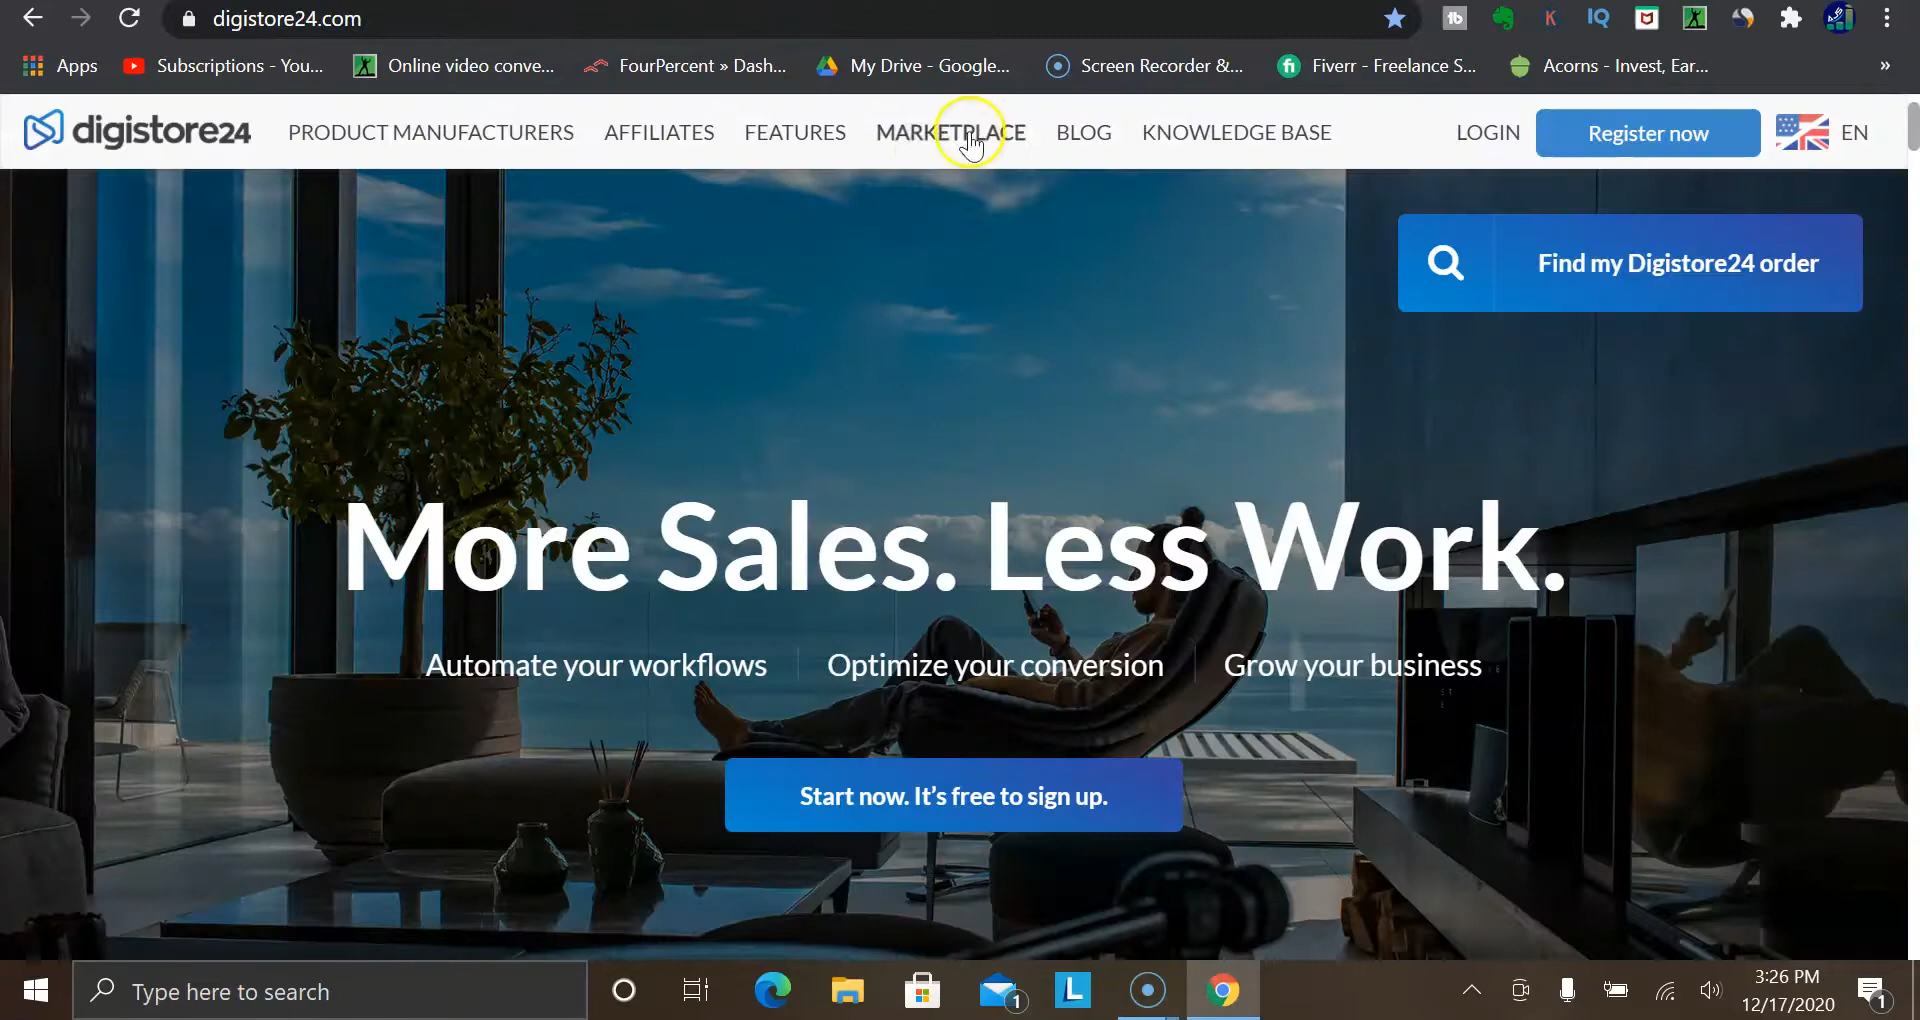 digistore24.com
Apps
Subscriptions - You...
Online video conve...
FourPercent » Dash...
My Drive - Google...
Screen Recorder &...
Fiverr - Freelance S...
Acorns - Invest, Ear...
»
digistore24
PRODUCT MANUFACTURERS
AFFILIATES
FEATURES
MARKETPLACE
BLOG
KNOWLEDGE BASE
LOGIN
Register now
EN
Find my Digistore24 order
More Sales. Less Work.
Automate your workflows
Optimize your conversion
Grow your business
Start now. It's free to sign up.
Type here to search
1
L
3:26 PM
12/17/2020
1